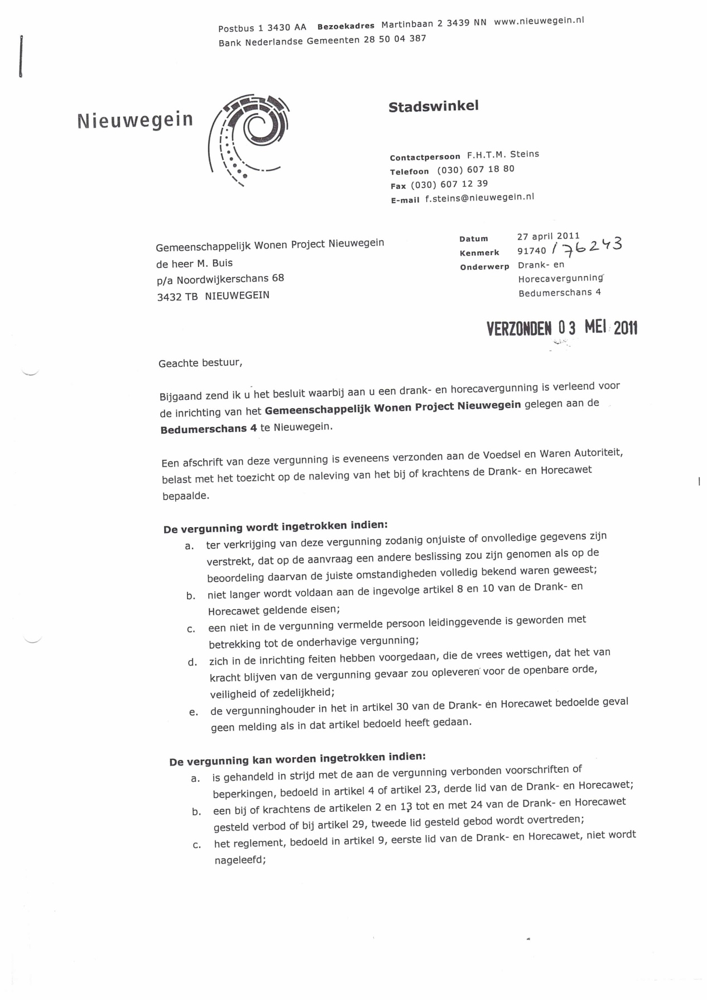 Postbus 1 3430 AA Bezoekadres Martinbaan 2 3439 NN www.nieuwegein.nl
Bank Nederlandse Gemeenten 28 50 04 387
Nieuwegein
Stadswinkel
Contactpersoon F.H.T.M. Steins
Telefoon (030) 607 18 80
Fax (030) 607 12 39
E-mail f.steins@nieuwegein.nl
Gemeenschappelijk Wonen Project Nieuwegein
de heer M. Buis
p/a Noordwijkerschans 68
3432 TB NIEUWEGEIN
Datum 27 april 2011
Kenmerk 91740 / 76243
Onderwerp Drank- en
Horecavergunning
Bedumerschans 4
VERZONDEN 03 MEI 2011
Geachte bestuur,
Bijgaand zend ik u het besluit waarbij aan u een drank- en horecavergunning is verleend voor
de inrichting van het Gemeenschappelijk Wonen Project Nieuwegein gelegen aan de
Bedumerschans 4 te Nieuwegein.
Een afschrift van deze vergunning is eveneens verzonden aan de Voedsel en Waren Autoriteit,
belast met het toezicht op de naleving van het bij of krachtens de Drank- en Horecawet
bepaalde.
De vergunning wordt ingetrokken indien:
a. ter verkrijging van deze vergunning zodanig onjuiste of onvolledige gegevens zijn
verstrekt, dat op de aanvraag een andere beslissing zou zijn genomen als op de
beoordeling daarvan de juiste omstandigheden volledig bekend waren geweest;
b. niet langer wordt voldaan aan de ingevolge artikel 8 en 10 van de Drank- en
Horecawet geldende eisen;
c. een niet in de vergunning vermelde persoon leidinggevende is geworden met
betrekking tot de onderhavige vergunning;
d. zich in de inrichting feiten hebben voorgedaan, die de vrees wettigen, dat het van
kracht blijven van de vergunning gevaar zou opleveren voor de openbare orde,
veiligheid of zedelijkheid;
e. de vergunninghouder in het in artikel 30 van de Drank- en Horecawet bedoelde geval
geen melding als in dat artikel bedoeld heeft gedaan.
De vergunning kan worden ingetrokken indien:
a. is gehandeld in strijd met de aan de vergunning verbonden voorschriften of
beperkingen, bedoeld in artikel 4 of artikel 23, derde lid van de Drank- en Horecawet;
b. een bij of krachtens de artikelen 2 en 13 tot en met 24 van de Drank- en Horecawet
gesteld verbod of bij artikel 29, tweede lid gesteld gebod wordt overtreden;
c. het reglement, bedoeld in artikel 9, eerste lid van de Drank- en Horecawet, niet wordt
nageleefd;